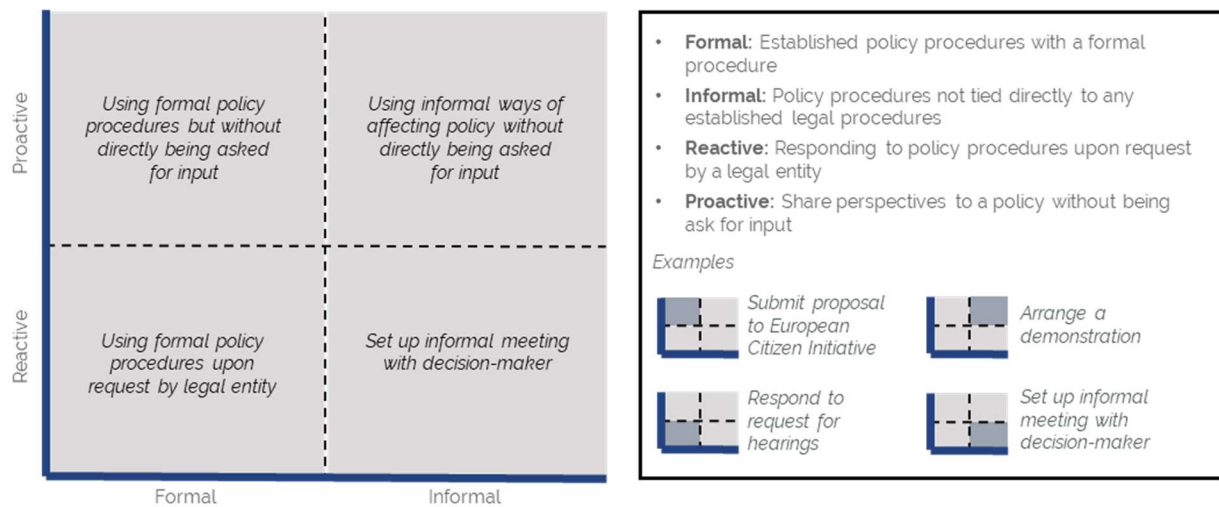 Proactive
Using formal policy
procedures but without
directly being asked
for input
Using informal ways of
affecting policy without
directly being asked
for input
Reactive
Using formal policy
procedures upon
request by legal entity
Set up informal meeting
with decision-maker
Formal
Informal
• Formal: Established policy procedures with a formal
procedure
• Informal: Policy procedures not tied directly to any
established legal procedures
• Reactive: Responding to policy procedures upon request
by a legal entity
• Proactive: Share perspectives to a policy without being
ask for input
Examples
Submit proposal
to European
Citizen Initiative
Arrange a
demonstration
Respond to
request for
hearings
Set up informal
meeting with
decision-maker